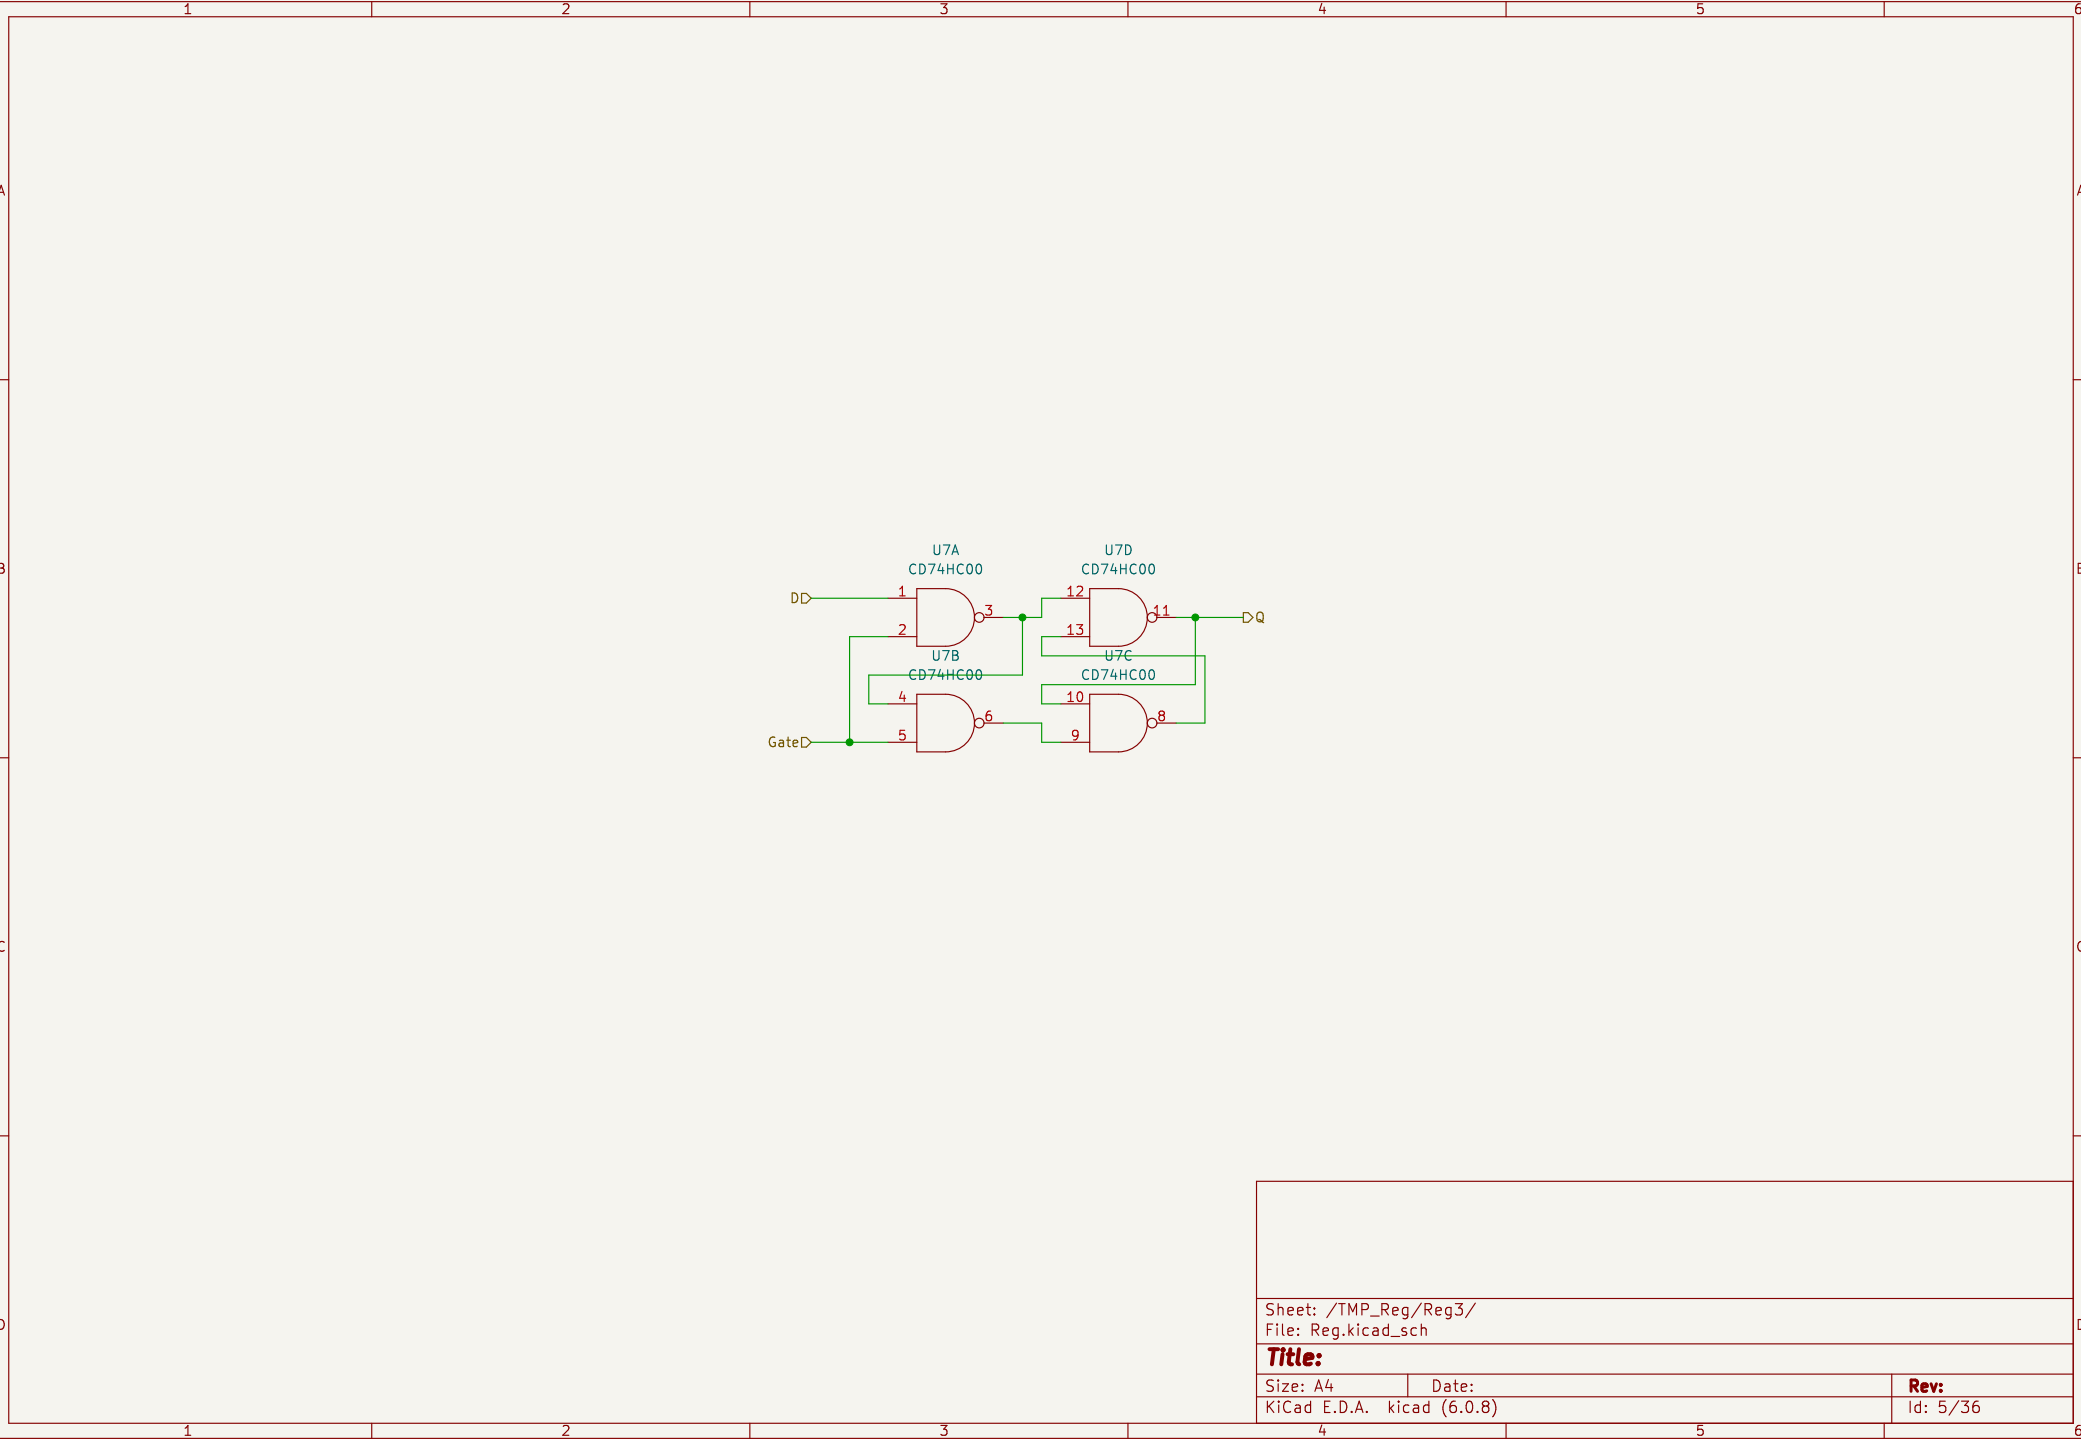 1 2 3 4 5 6
A A
U7A U7D
CD74HC00 CD74HC00
B
D 1 3 12 11 Q
2 13
U7B U7C
CD74HC00 CD74HC00
4 6 10 8
Gate 5 9
C C
Sheet: /TMP_Reg/Reg3/
File: Reg.kicad_sch
D
Title:
Size: A4 Date: Rev:
KiCad E.D.A. kicad (6.0.8) Id: 5/36
1 2 3 4 5 6